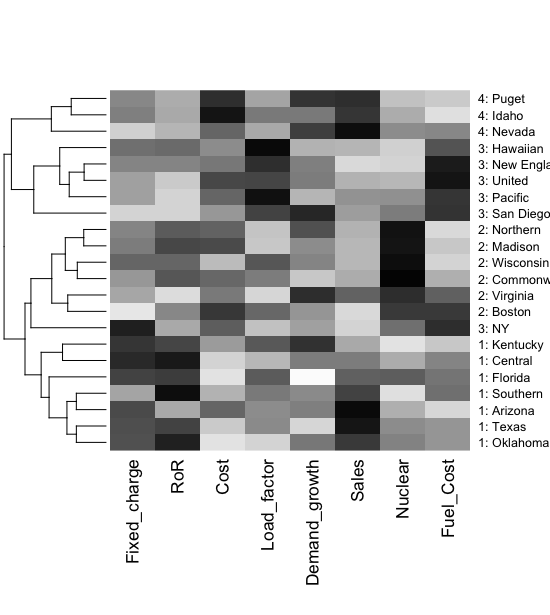 4: Puget
4: Idaho
4: Nevada
3: Hawaiian
3: New Engla
3: United
3: Pacific
3: San Diego
2: Northern
2: Madison
2: Wisconsin
2: Commonw
2: Virginia
2: Boston
3: NY
1: Kentucky
1: Central
1: Florida
1: Southern
1: Arizona
1: Texas
1: Oklahoma
Fixed_charge
RoR
Cost
Load_factor
Demand_growth
Sales
Nuclear
Fuel_Cost